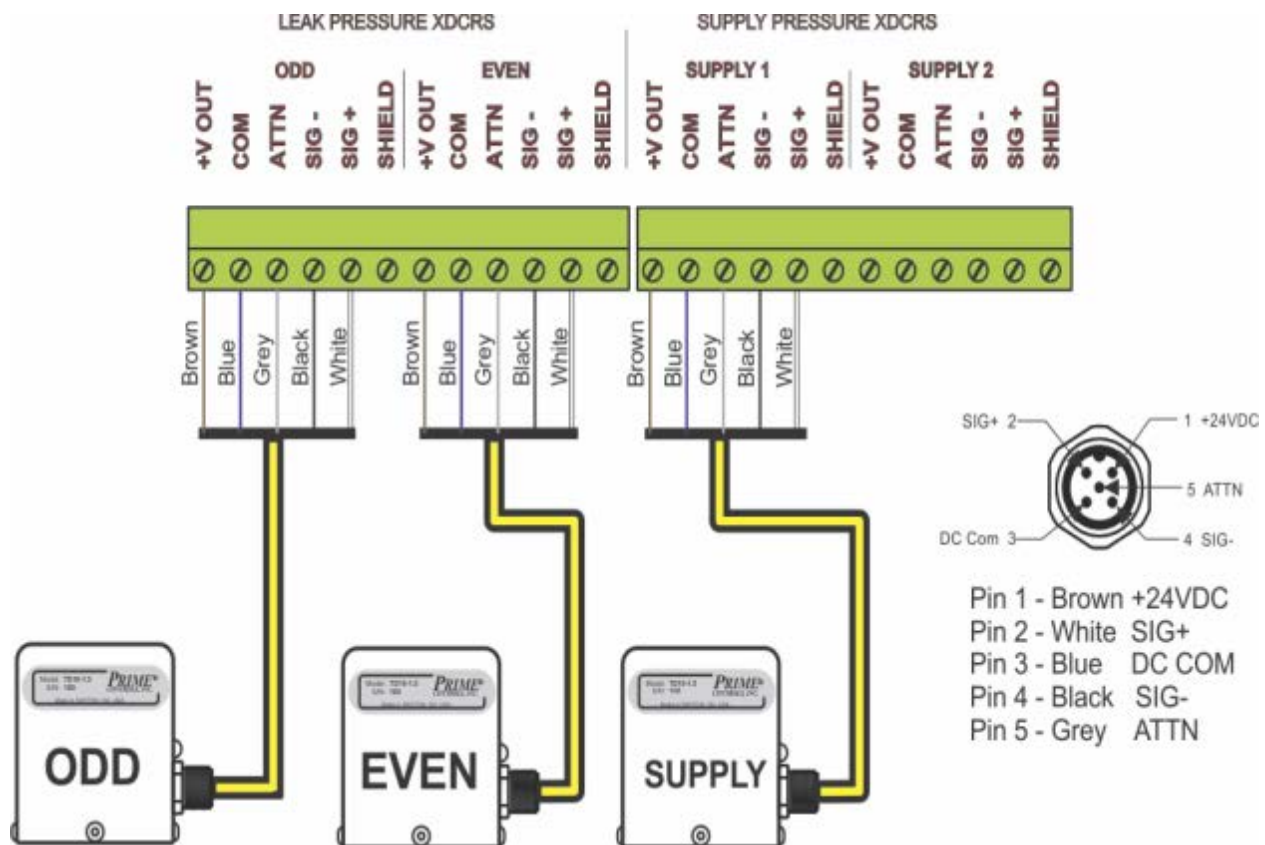 LEAK PRESSURE XDCRS
SUPPLY PRESSURE XDCRS
ODD
EVEN
SUPPLY 1
SUPPLY 2
+V OUT
COM
ATTN
SIG -
SIG +
SHIELD
+V OUT
COM
ATTN
SIG -
SIG +
SHIELD
+V OUT
COM
ATTN
SIG -
SIG +
SHIELD
+V OUT
COM
ATTN
SIG -
SIG +
SHIELD
Brown
Blue
Grey
Black
White
Brown
Blue
Grey
Black
White
Brown
Blue
Grey
Black
White
SIG+ 2
1 +24VDC
5 ATTN
DC Com 3
4 SIG-
Pin 1 - Brown +24VDC
Pin 2 - White SIG+
Pin 3 - Blue DC COM
Pin 4 - Black SIG-
Pin 5 - Grey ATTN
PRIME
ODD
PRIME
EVEN
PRIME
SUPPLY